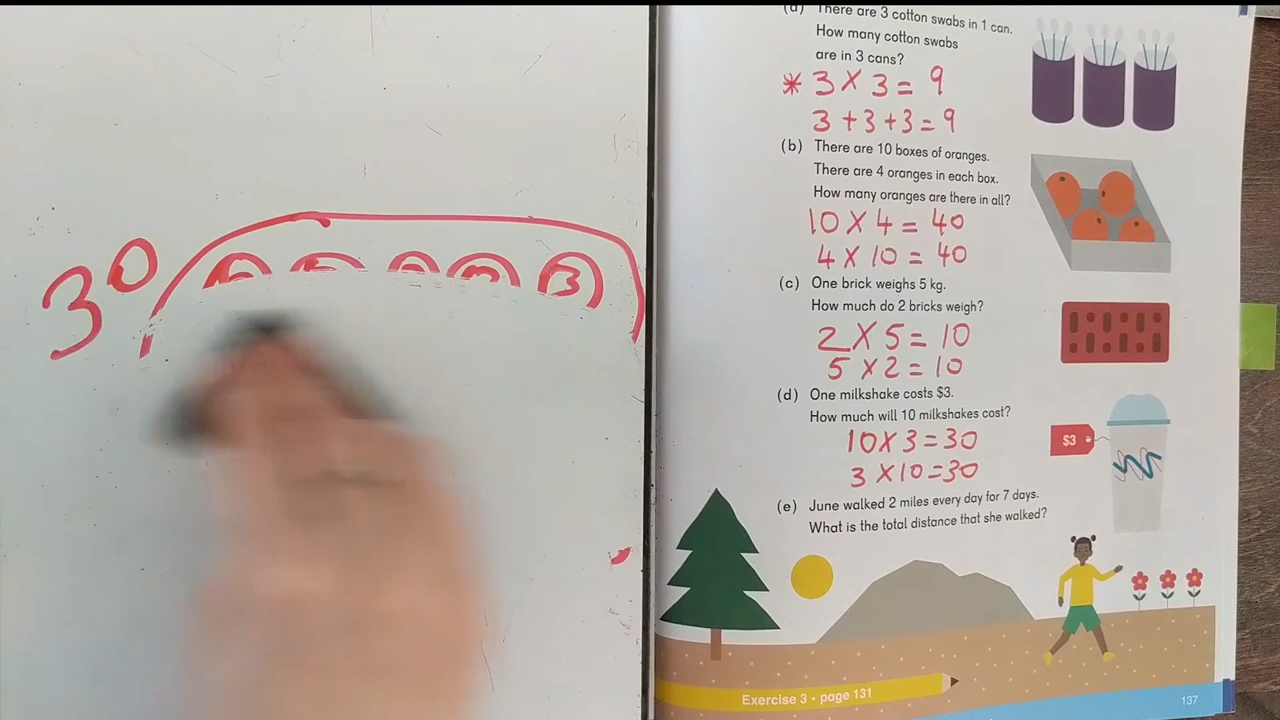 30
3
(a) There are 3 cotton swabs in 1 can.
How many cotton swabs
are in 3 cans?
* 3 × 3 = 9
3 + 3 + 3 = 9
(b) There are 10 boxes of oranges.
There are 4 oranges in each box.
How many oranges are there in all?
10 × 4 = 40
4 × 10 = 40
(c) One brick weighs 5 kg.
How much do 2 bricks weigh?
2 × 5 = 10
5 × 2 = 10
(d) One milkshake costs $3.
How much will 10 milkshakes cost?
10 × 3 = 30
3 × 10 = 30
$3
(e) June walked 2 miles every day for 7 days.
What is the total distance that she walked?
Exercise 3 • page 131
137